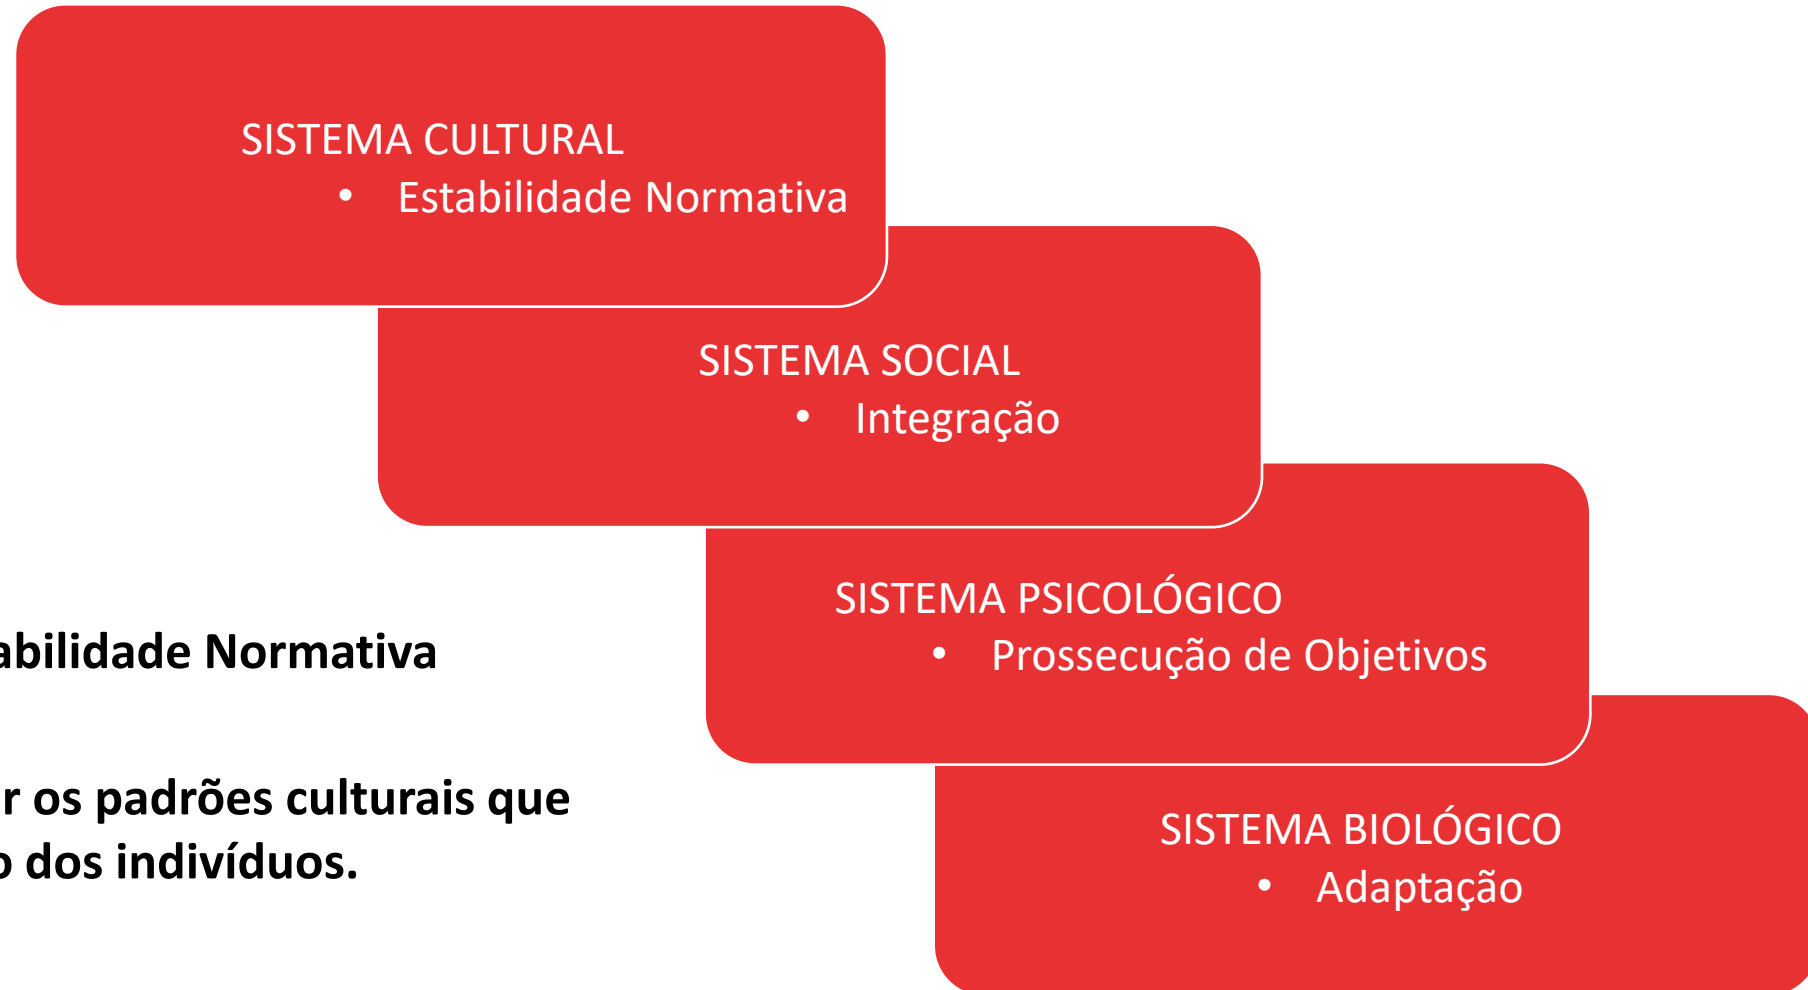 SISTEMA CULTURAL
• Estabilidade Normativa
SISTEMA SOCIAL
• Integração
SISTEMA PSICOLÓGICO
• Prossecução de Objetivos
SISTEMA BIOLÓGICO
• Adaptação
abilidade Normativa
r os padrões culturais que
o dos indivíduos.